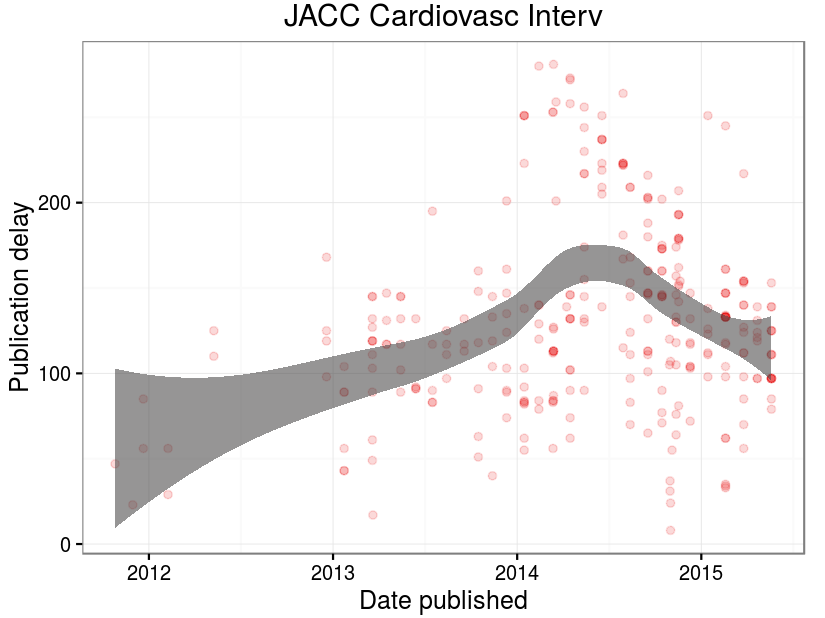 JACC Cardiovasc Interv
Publication delay
200
100
0
2012 2013 2014 2015
Date published